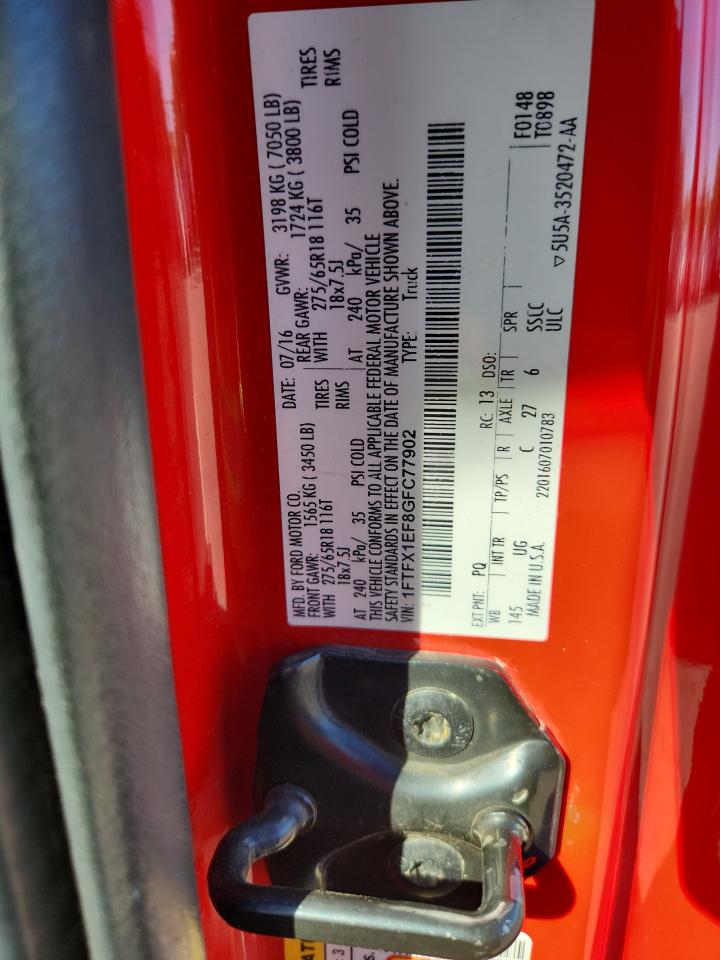 MFD. BY FORD MOTOR CO. DATE: 07/16 GVWR: 3198 KG ( 7050 LB)
FRONT GAWR: 1565 KG ( 3450 LB) REAR GAWR: 1724 KG ( 3800 LB)
WITH 275/65R18 116T TIRES WITH 275/65R18 116T TIRES
18x7.5J RIMS 18x7.5J RIMS
AT 240 kPa/ 35 PSI COLD AT 240 kPa/ 35 PSI COLD
THIS VEHICLE CONFORMS TO ALL APPLICABLE FEDERAL MOTOR VEHICLE
SAFETY STANDARDS IN EFFECT ON THE DATE OF MANUFACTURE SHOWN ABOVE.
VIN: 1FTFX1EF8GFC77902 TYPE: Truck
EXT PNT: PQ RC: 13 DSO: F0148
WB INT TR TP/PS R AXLE TR SPR T0898
145 UG C 27 6 SSCC
MADE IN U.S.A. 2201607010783 ULC
▽ 5U5A-3520472-AA